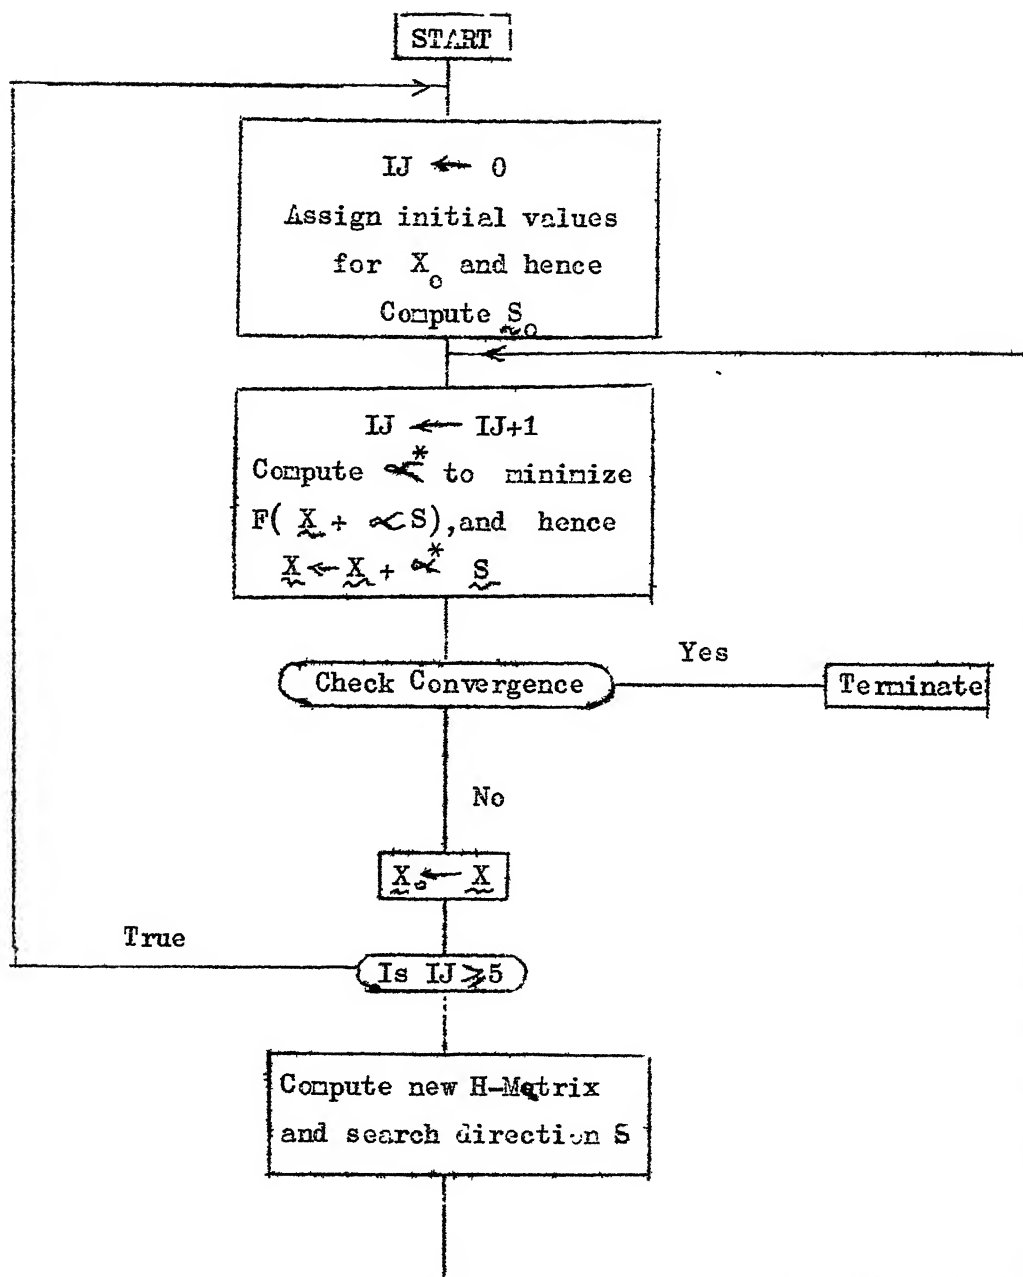 START
IJ ← 0
Assign initial values
for X₀ and hence
Compute S₀
IJ ← IJ+1
Compute α* to minimize
F( X + αS),and hence
X ← X + α* S
Yes
Check Convergence
Terminate
No
X₀ ← X
True
Is IJ ⩾ 5
Compute new H-Matrix
and search direction S